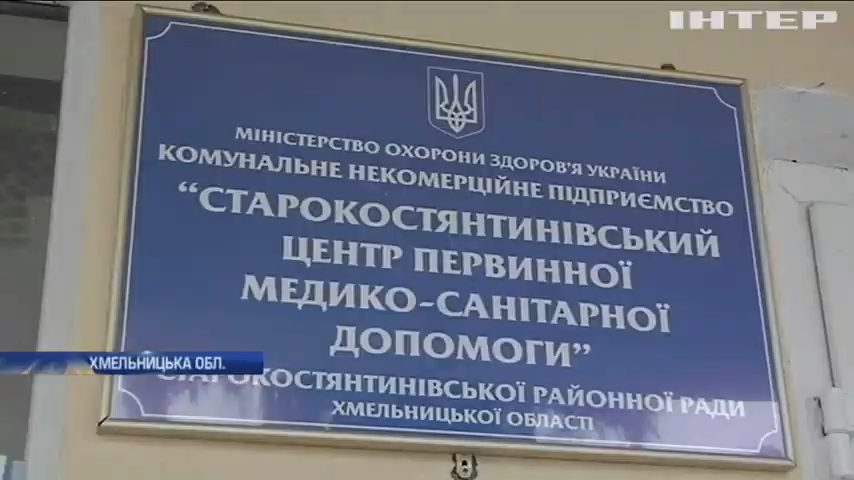 ІНТЕР
МІНІСТЕРСТВО ОХОРОНИ ЗДОРОВ'Я УКРАЇНИ
КОМУНАЛЬНЕ НЕКОМЕРЦІЙНЕ ПІДПРИЄМСТВО
“СТАРОКОСТЯНТИНІВСЬКИЙ
ЦЕНТР ПЕРВИННОЇ
МЕДИКО-САНІТАРНОЇ
ДОПОМОГИ”
ХМЕЛЬНИЦЬКА ОБЛ.
СТАРОКОСТЯНТИНІВСЬКОЇ РАЙОННОЇ РАДИ
ХМЕЛЬНИЦЬКОЇ ОБЛАСТІ